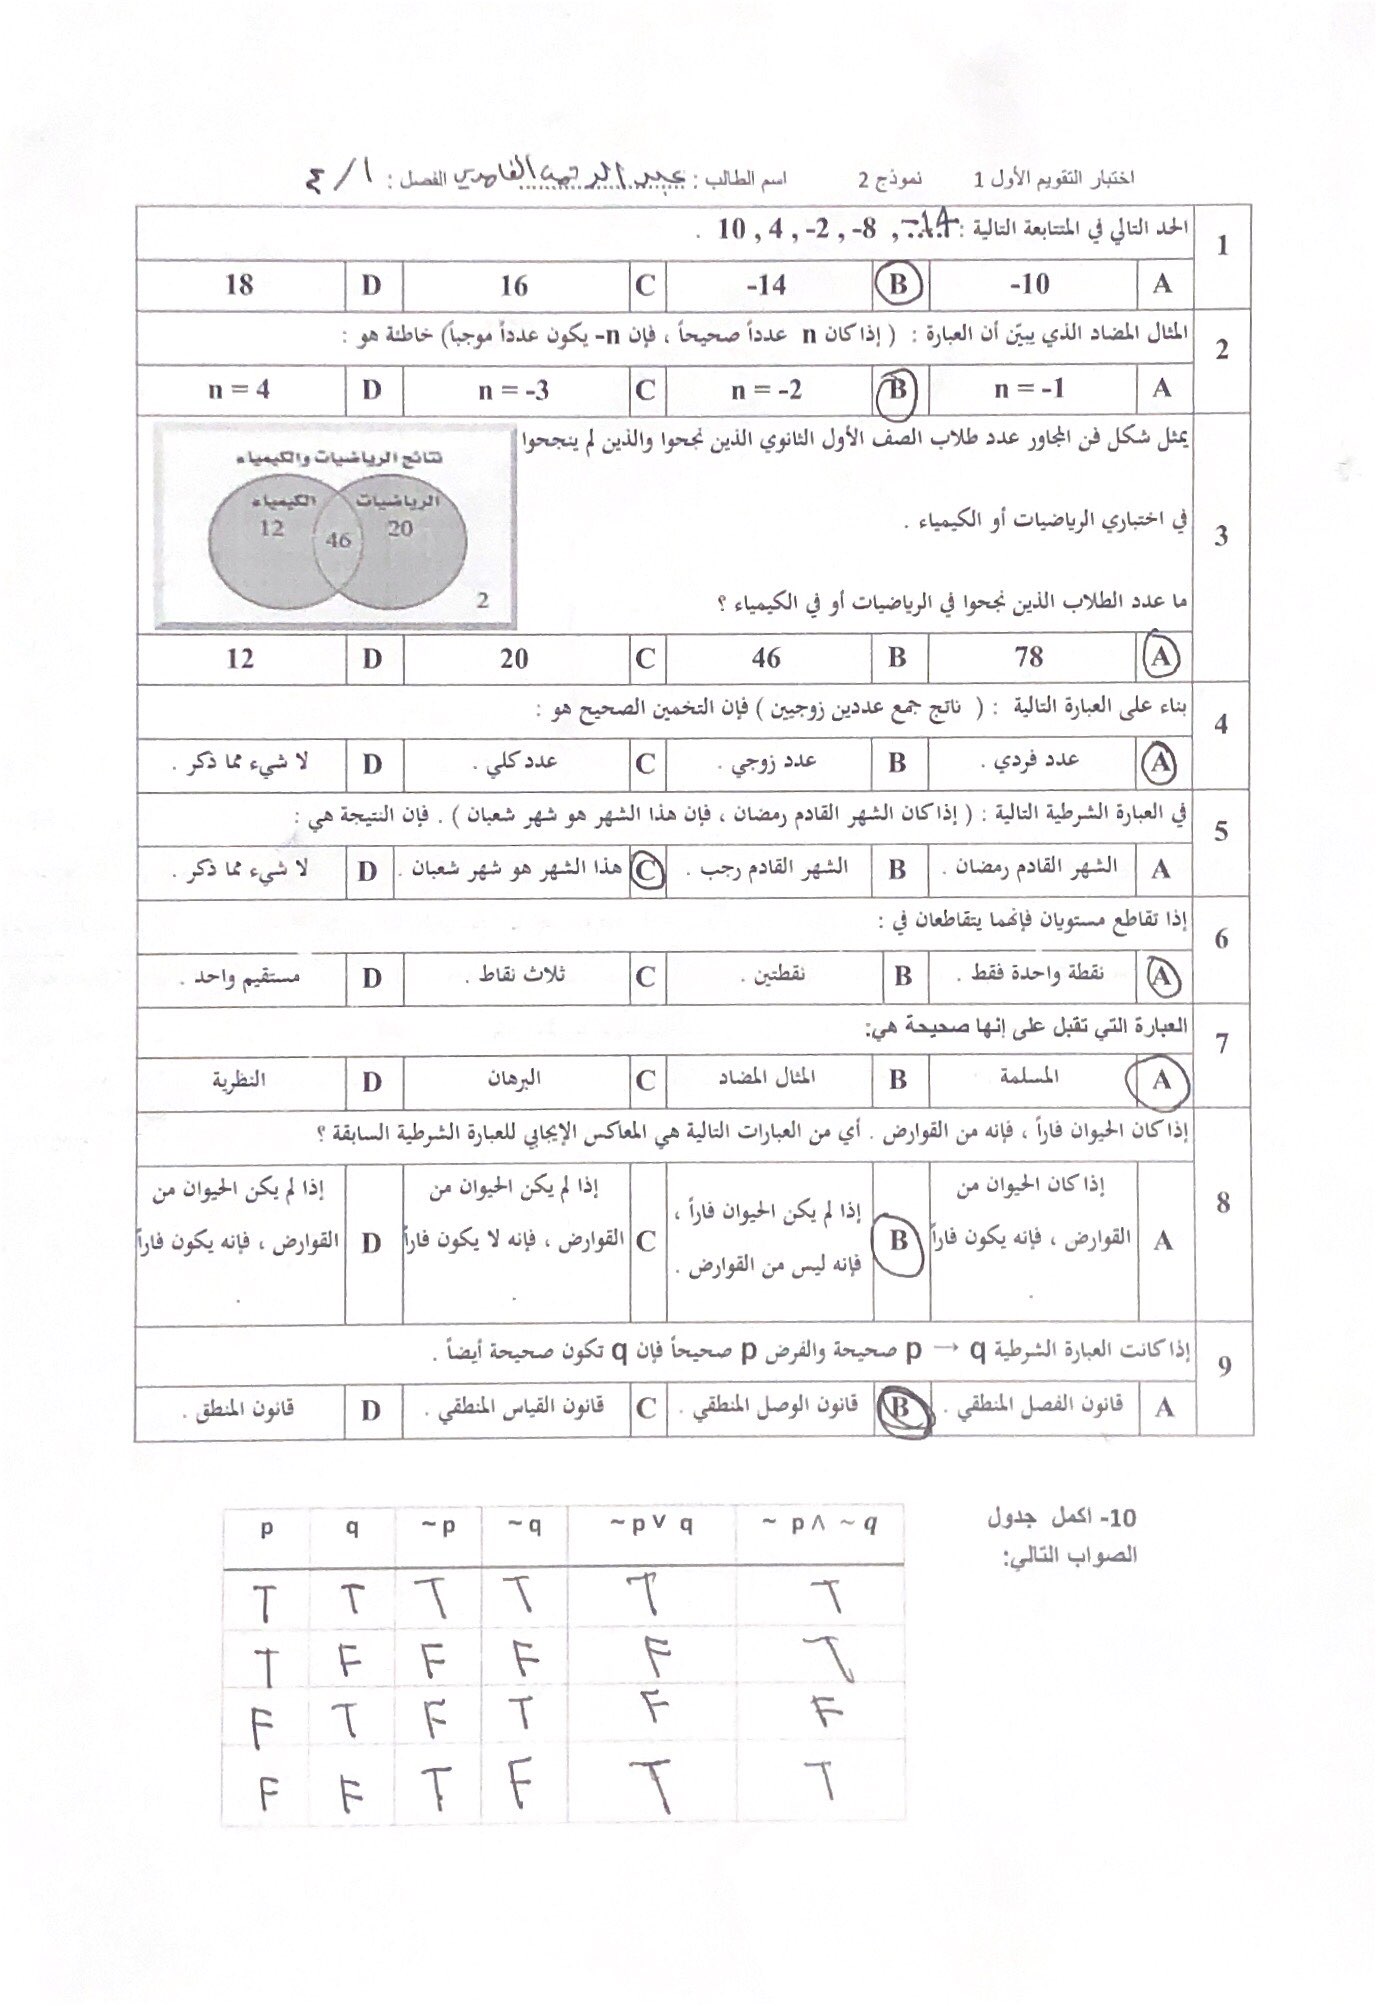 اختبار التقويم الأول 1 نموذج 2 اسم الطالب : عبد الرحمن الغامدي الفصل : ١/٤
1 الحد التالي في المتتابعة التالية : 10 , 4 , -2 , -8 , -14 .
A -10 B -14 C 16 D 18
2 المثال المضاد الذي يبيّن أن العبارة : ( إذا كان n عدداً صحيحاً ، فإن n- يكون عدداً موجباً) خاطئة هو :
A n = -1 B n = -2 C n = -3 D n = 4
3 يمثل شكل فن المجاور عدد طلاب الصف الأول الثانوي الذين نجحوا والذين لم ينجحوا
في اختباري الرياضيات أو الكيمياء .
ما عدد الطلاب الذين نجحوا في الرياضيات أو في الكيمياء ؟
نتائج الرياضيات والكيمياء
الرياضيات الكيمياء
20 46 12
2
A 78 B 46 C 20 D 12
4 بناء على العبارة التالية : ( ناتج جمع عددين زوجيين ) فإن التخمين الصحيح هو :
A عدد فردي . B عدد زوجي . C عدد كلي . D لا شيء مما ذكر .
5 في العبارة الشرطية التالية : ( إذا كان الشهر القادم رمضان ، فإن هذا الشهر هو شهر شعبان ) . فإن النتيجة هي :
A الشهر القادم رمضان . B الشهر القادم رجب . C هذا الشهر هو شهر شعبان . D لا شيء مما ذكر .
6 إذا تقاطع مستويان فإنهما يتقاطعان في :
A نقطة واحدة فقط . B نقطتين . C ثلاث نقاط . D مستقيم واحد .
7 العبارة التي تقبل على إنها صحيحة هي:
A المسلمة B المثال المضاد C البرهان D النظرية
8 إذا كان الحيوان فاراً ، فإنه من القوارض . أي من العبارات التالية هي المعاكس الإيجابي للعبارة الشرطية السابقة ؟
A إذا كان الحيوان من القوارض ، فإنه يكون فاراً .
B إذا لم يكن الحيوان فاراً ، فإنه ليس من القوارض .
C إذا لم يكن الحيوان من القوارض ، فإنه لا يكون فاراً .
D إذا لم يكن الحيوان من القوارض ، فإنه يكون فاراً .
9 إذا كانت العبارة الشرطية p → q صحيحة والفرض p صحيحاً فإن q تكون صحيحة أيضاً .
A قانون الفصل المنطقي . B قانون الوصل المنطقي . C قانون القياس المنطقي . D قانون المنطق .
10- اكمل جدول
الصواب التالي:
p q ~p ~q ~p ∨ q ~ p ∧ ~ q
T T T T T T
T F F F F T
F T F T F F
F F T F T T